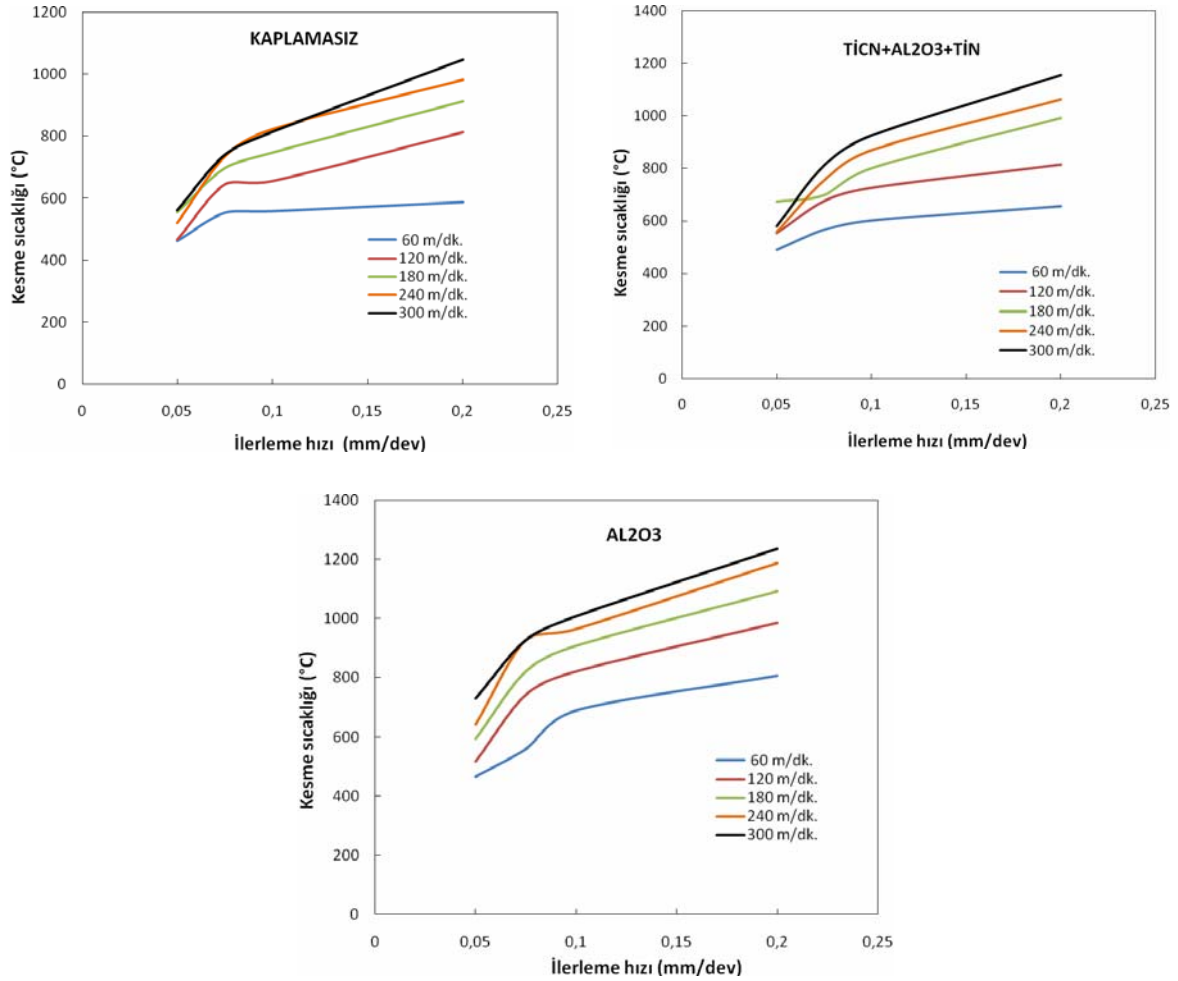 KAPLAMASIZ
Kesme sıcaklığı (°C)
1200
1000
800
600
400
200
0
0 0,05 0,1 0,15 0,2 0,25
İlerleme hızı (mm/dev)
60 m/dk.
120 m/dk.
180 m/dk.
240 m/dk.
300 m/dk.
TİCN+AL2O3+TİN
Kesme sıcaklığı (°C)
1400
1200
1000
800
600
400
200
0
0 0,05 0,1 0,15 0,2 0,25
İlerleme hızı (mm/dev)
60 m/dk.
120 m/dk.
180 m/dk.
240 m/dk.
300 m/dk.
AL2O3
Kesme sıcaklığı (°C)
1400
1200
1000
800
600
400
200
0
0 0,05 0,1 0,15 0,2 0,25
İlerleme hızı (mm/dev)
60 m/dk.
120 m/dk.
180 m/dk.
240 m/dk.
300 m/dk.